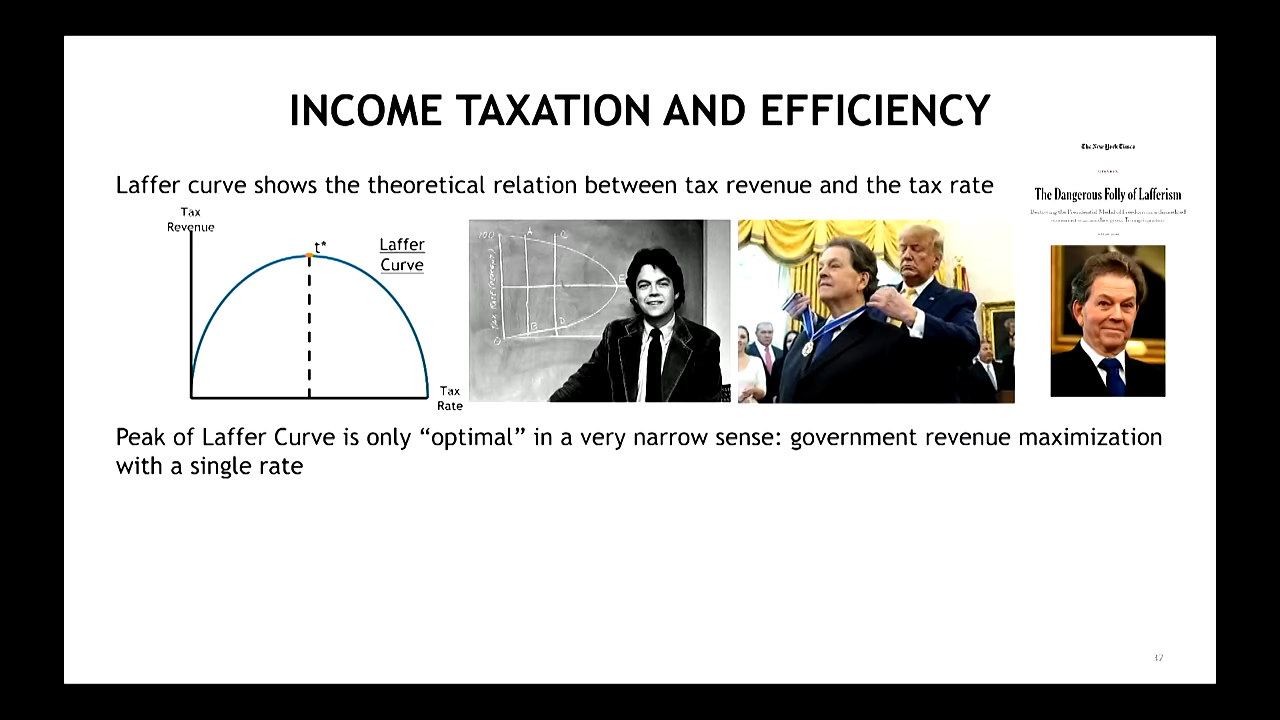 INCOME TAXATION AND EFFICIENCY
The New York Times
Laffer curve shows the theoretical relation between tax revenue and the tax rate
The Dangerous Folly of Lafferism
Tax
Revenue
t*
Laffer
Curve
100
A
C
E
B
D
0
Tax
Rate
Peak of Laffer Curve is only “optimal” in a very narrow sense: government revenue maximization
with a single rate
37